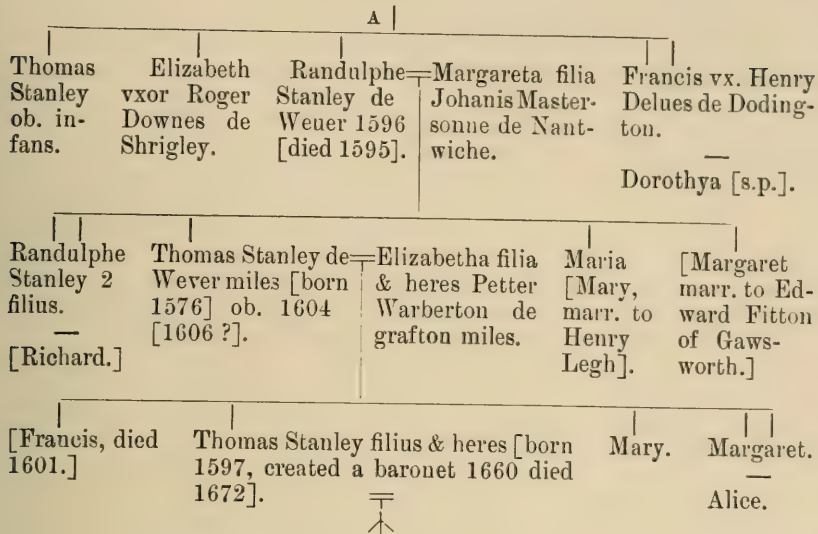 A
Thomas
Stanley
ob. in-
fans.
Elizabeth
vxor Roger
Downes de
Shrigley.
Randulphe
Stanley de
Weuer 1596
[died 1595].
Margareta filia
Johanis Master-
sonne de Nant-
wiche.
Francis vx. Henry
Delues de Doding-
ton.
—
Dorothya [s.p.].
Randulphe
Stanley 2
filius.
—
[Richard.]
Thomas Stanley de
Wever miles [born
1576] ob. 1604
[1606 ?].
Elizabetha filia
& heres Petter
Warberton de
grafton miles.
Maria
[Mary,
marr. to
Henry
Legh].
[Margaret
marr. to Ed-
ward Fitton
of Gaws-
worth.]
[Francis, died
1601.]
Thomas Stanley filius & heres [born
1597, created a baronet 1660 died
1672].
Mary.
Margaret.
—
Alice.